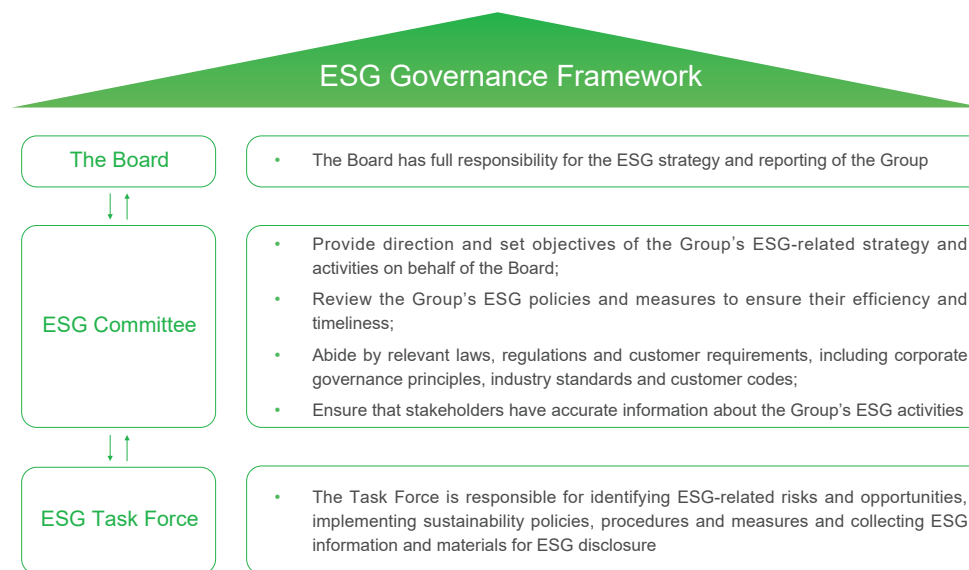 ESG Governance Framework
The Board
• The Board has full responsibility for the ESG strategy and reporting of the Group
ESG Committee
• Provide direction and set objectives of the Group’s ESG-related strategy and
activities on behalf of the Board;
• Review the Group’s ESG policies and measures to ensure their efficiency and
timeliness;
• Abide by relevant laws, regulations and customer requirements, including corporate
governance principles, industry standards and customer codes;
• Ensure that stakeholders have accurate information about the Group’s ESG activities
ESG Task Force
• The Task Force is responsible for identifying ESG-related risks and opportunities,
implementing sustainability policies, procedures and measures and collecting ESG
information and materials for ESG disclosure